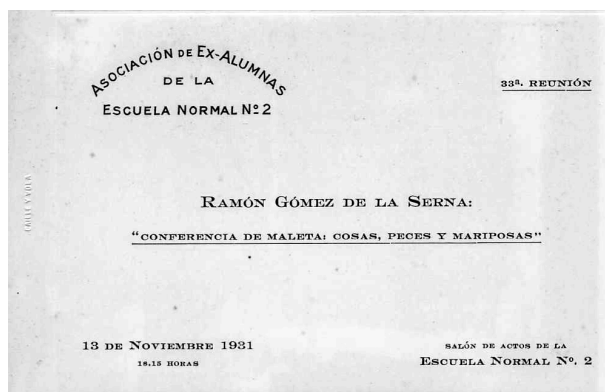 ASOCIACIÓN DE EX-ALUMNAS
DE LA
ESCUELA NORMAL Nº 2
33ª. REUNIÓN
RAMÓN GÓMEZ DE LA SERNA:
"CONFERENCIA DE MALETA: COSAS, PECES Y MARIPOSAS"
13 DE NOVIEMBRE 1931
18.15 HORAS
SALÓN DE ACTOS DE LA
ESCUELA NORMAL Nº. 2